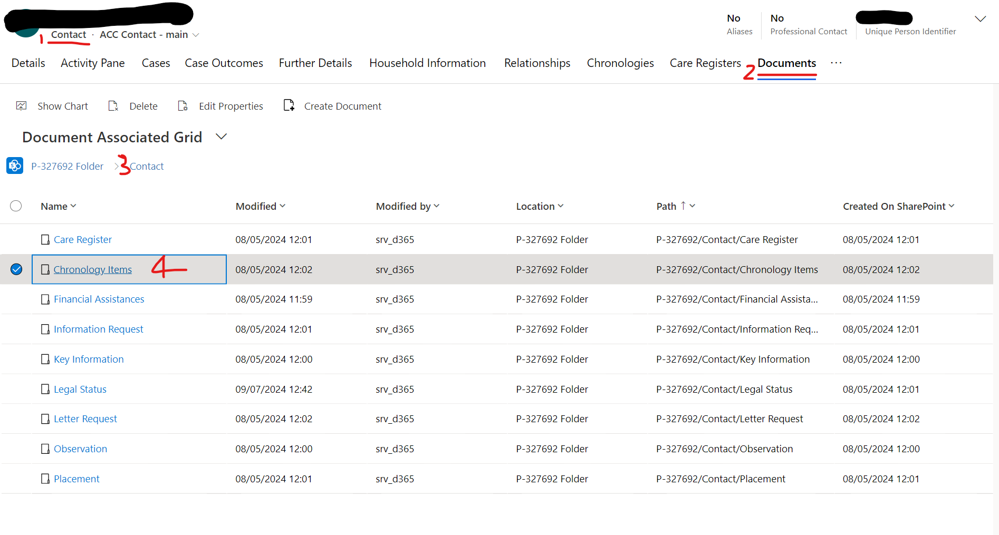 No No
Aliases Professional Contact Unique Person Identifier
1 Contact · ACC Contact - main
Details Activity Pane Cases Case Outcomes Further Details Household Information Relationships Chronologies Care Registers 2 Documents ...
Show Chart Delete Edit Properties Create Document
Document Associated Grid
P-327692 Folder > 3 Contact
Name Modified Modified by Location Path ↑ Created On SharePoint
Care Register 08/05/2024 12:01 srv_d365 P-327692 Folder P-327692/Contact/Care Register 08/05/2024 12:01
Chronology Items 4 08/05/2024 12:02 srv_d365 P-327692 Folder P-327692/Contact/Chronology Items 08/05/2024 12:02
Financial Assistances 08/05/2024 11:59 srv_d365 P-327692 Folder P-327692/Contact/Financial Assista... 08/05/2024 11:59
Information Request 08/05/2024 12:01 srv_d365 P-327692 Folder P-327692/Contact/Information Req... 08/05/2024 12:01
Key Information 08/05/2024 12:00 srv_d365 P-327692 Folder P-327692/Contact/Key Information 08/05/2024 12:00
Legal Status 09/07/2024 12:42 srv_d365 P-327692 Folder P-327692/Contact/Legal Status 08/05/2024 12:01
Letter Request 08/05/2024 12:02 srv_d365 P-327692 Folder P-327692/Contact/Letter Request 08/05/2024 12:02
Observation 08/05/2024 12:00 srv_d365 P-327692 Folder P-327692/Contact/Observation 08/05/2024 12:00
Placement 08/05/2024 12:01 srv_d365 P-327692 Folder P-327692/Contact/Placement 08/05/2024 12:01